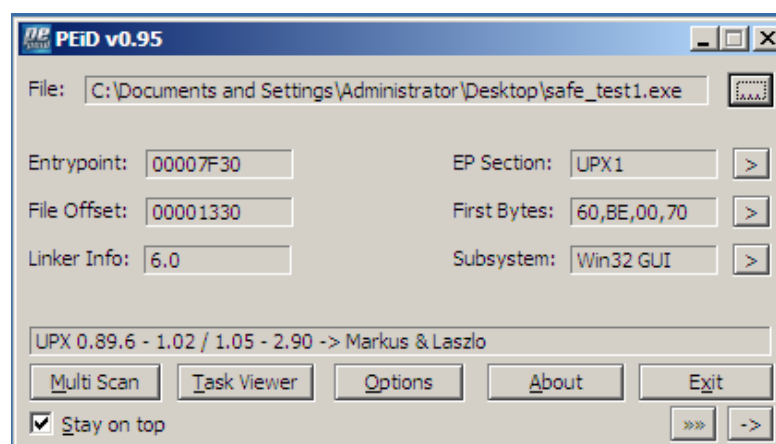 PEiD v0.95
File: C:\Documents and Settings\Administrator\Desktop\safe_test1.exe ....
Entrypoint: 00007F30 EP Section: UPX1 >
File Offset: 00001330 First Bytes: 60,BE,00,70 >
Linker Info: 6.0 Subsystem: Win32 GUI >
UPX 0.89.6 - 1.02 / 1.05 - 2.90 -> Markus & Laszlo
Multi Scan Task Viewer Options About Exit
Stay on top »» ->